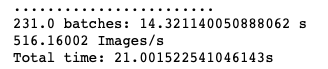 ........................
231.0 batches: 14.321140050888062 s
516.16002 Images/s
Total time: 21.001522541046143s